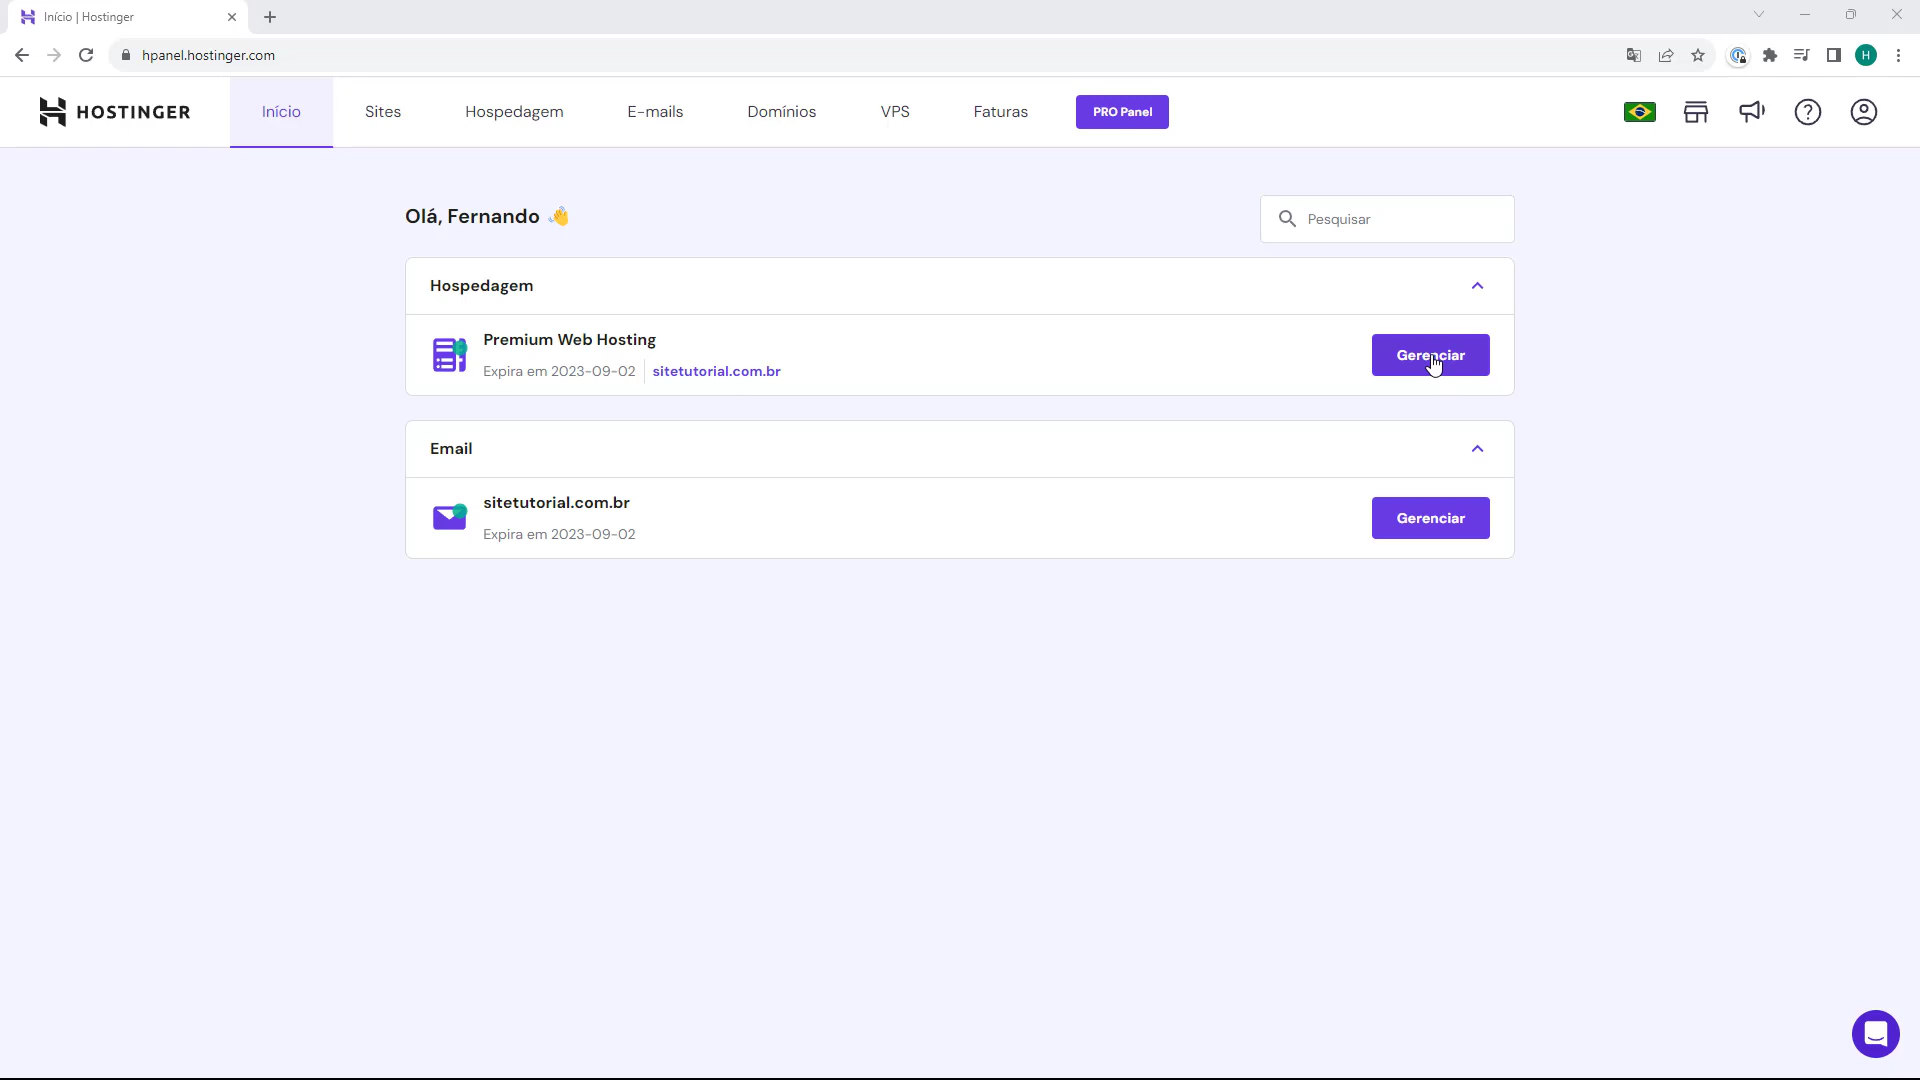 Início | Hostinger
hpanel.hostinger.com
H
HOSTINGER
Início
Sites
Hospedagem
E-mails
Domínios
VPS
Faturas
PRO Panel
Olá, Fernando 👋
Pesquisar
Hospedagem
Premium Web Hosting
Expira em 2023-09-02
sitetutorial.com.br
Gerenciar
Email
sitetutorial.com.br
Expira em 2023-09-02
Gerenciar